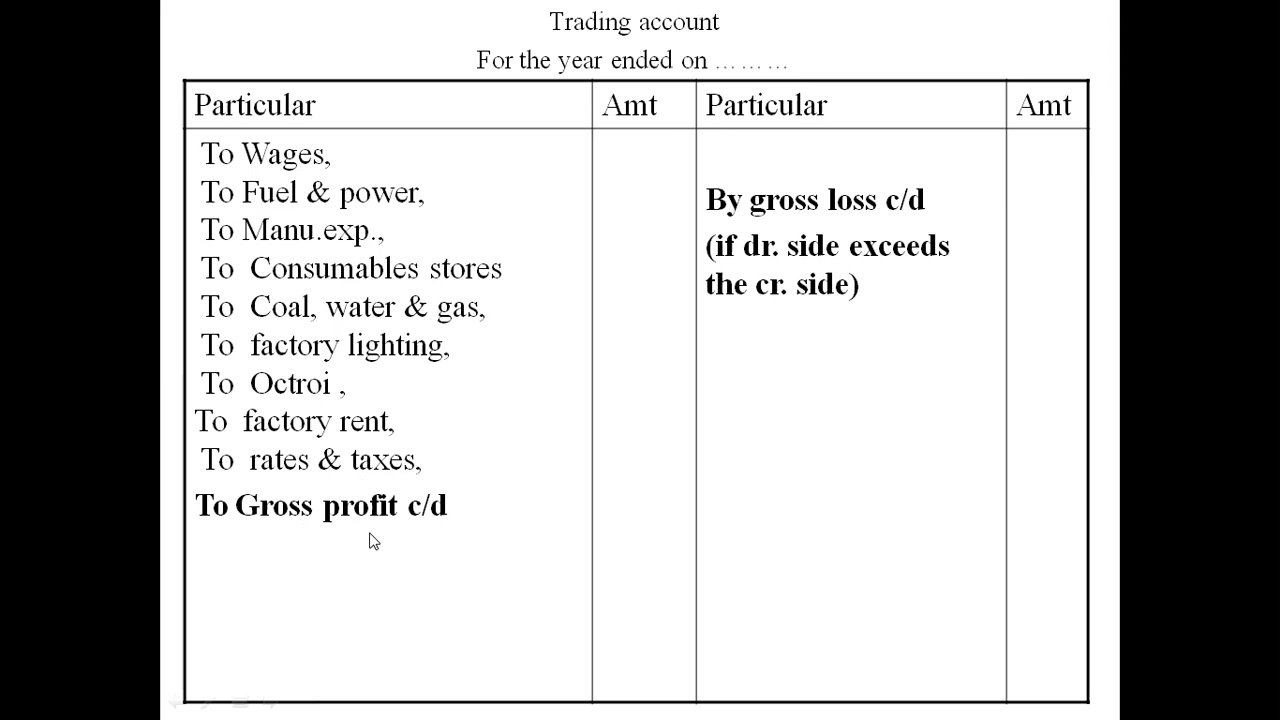 Trading account
For the year ended on ... ... ...
Particular Amt Particular Amt
To Wages,
To Fuel & power,
To Manu.exp.,
To Consumables stores
To Coal, water & gas,
To factory lighting,
To Octroi ,
To factory rent,
To rates & taxes,
To Gross profit c/d
By gross loss c/d
(if dr. side exceeds
the cr. side)